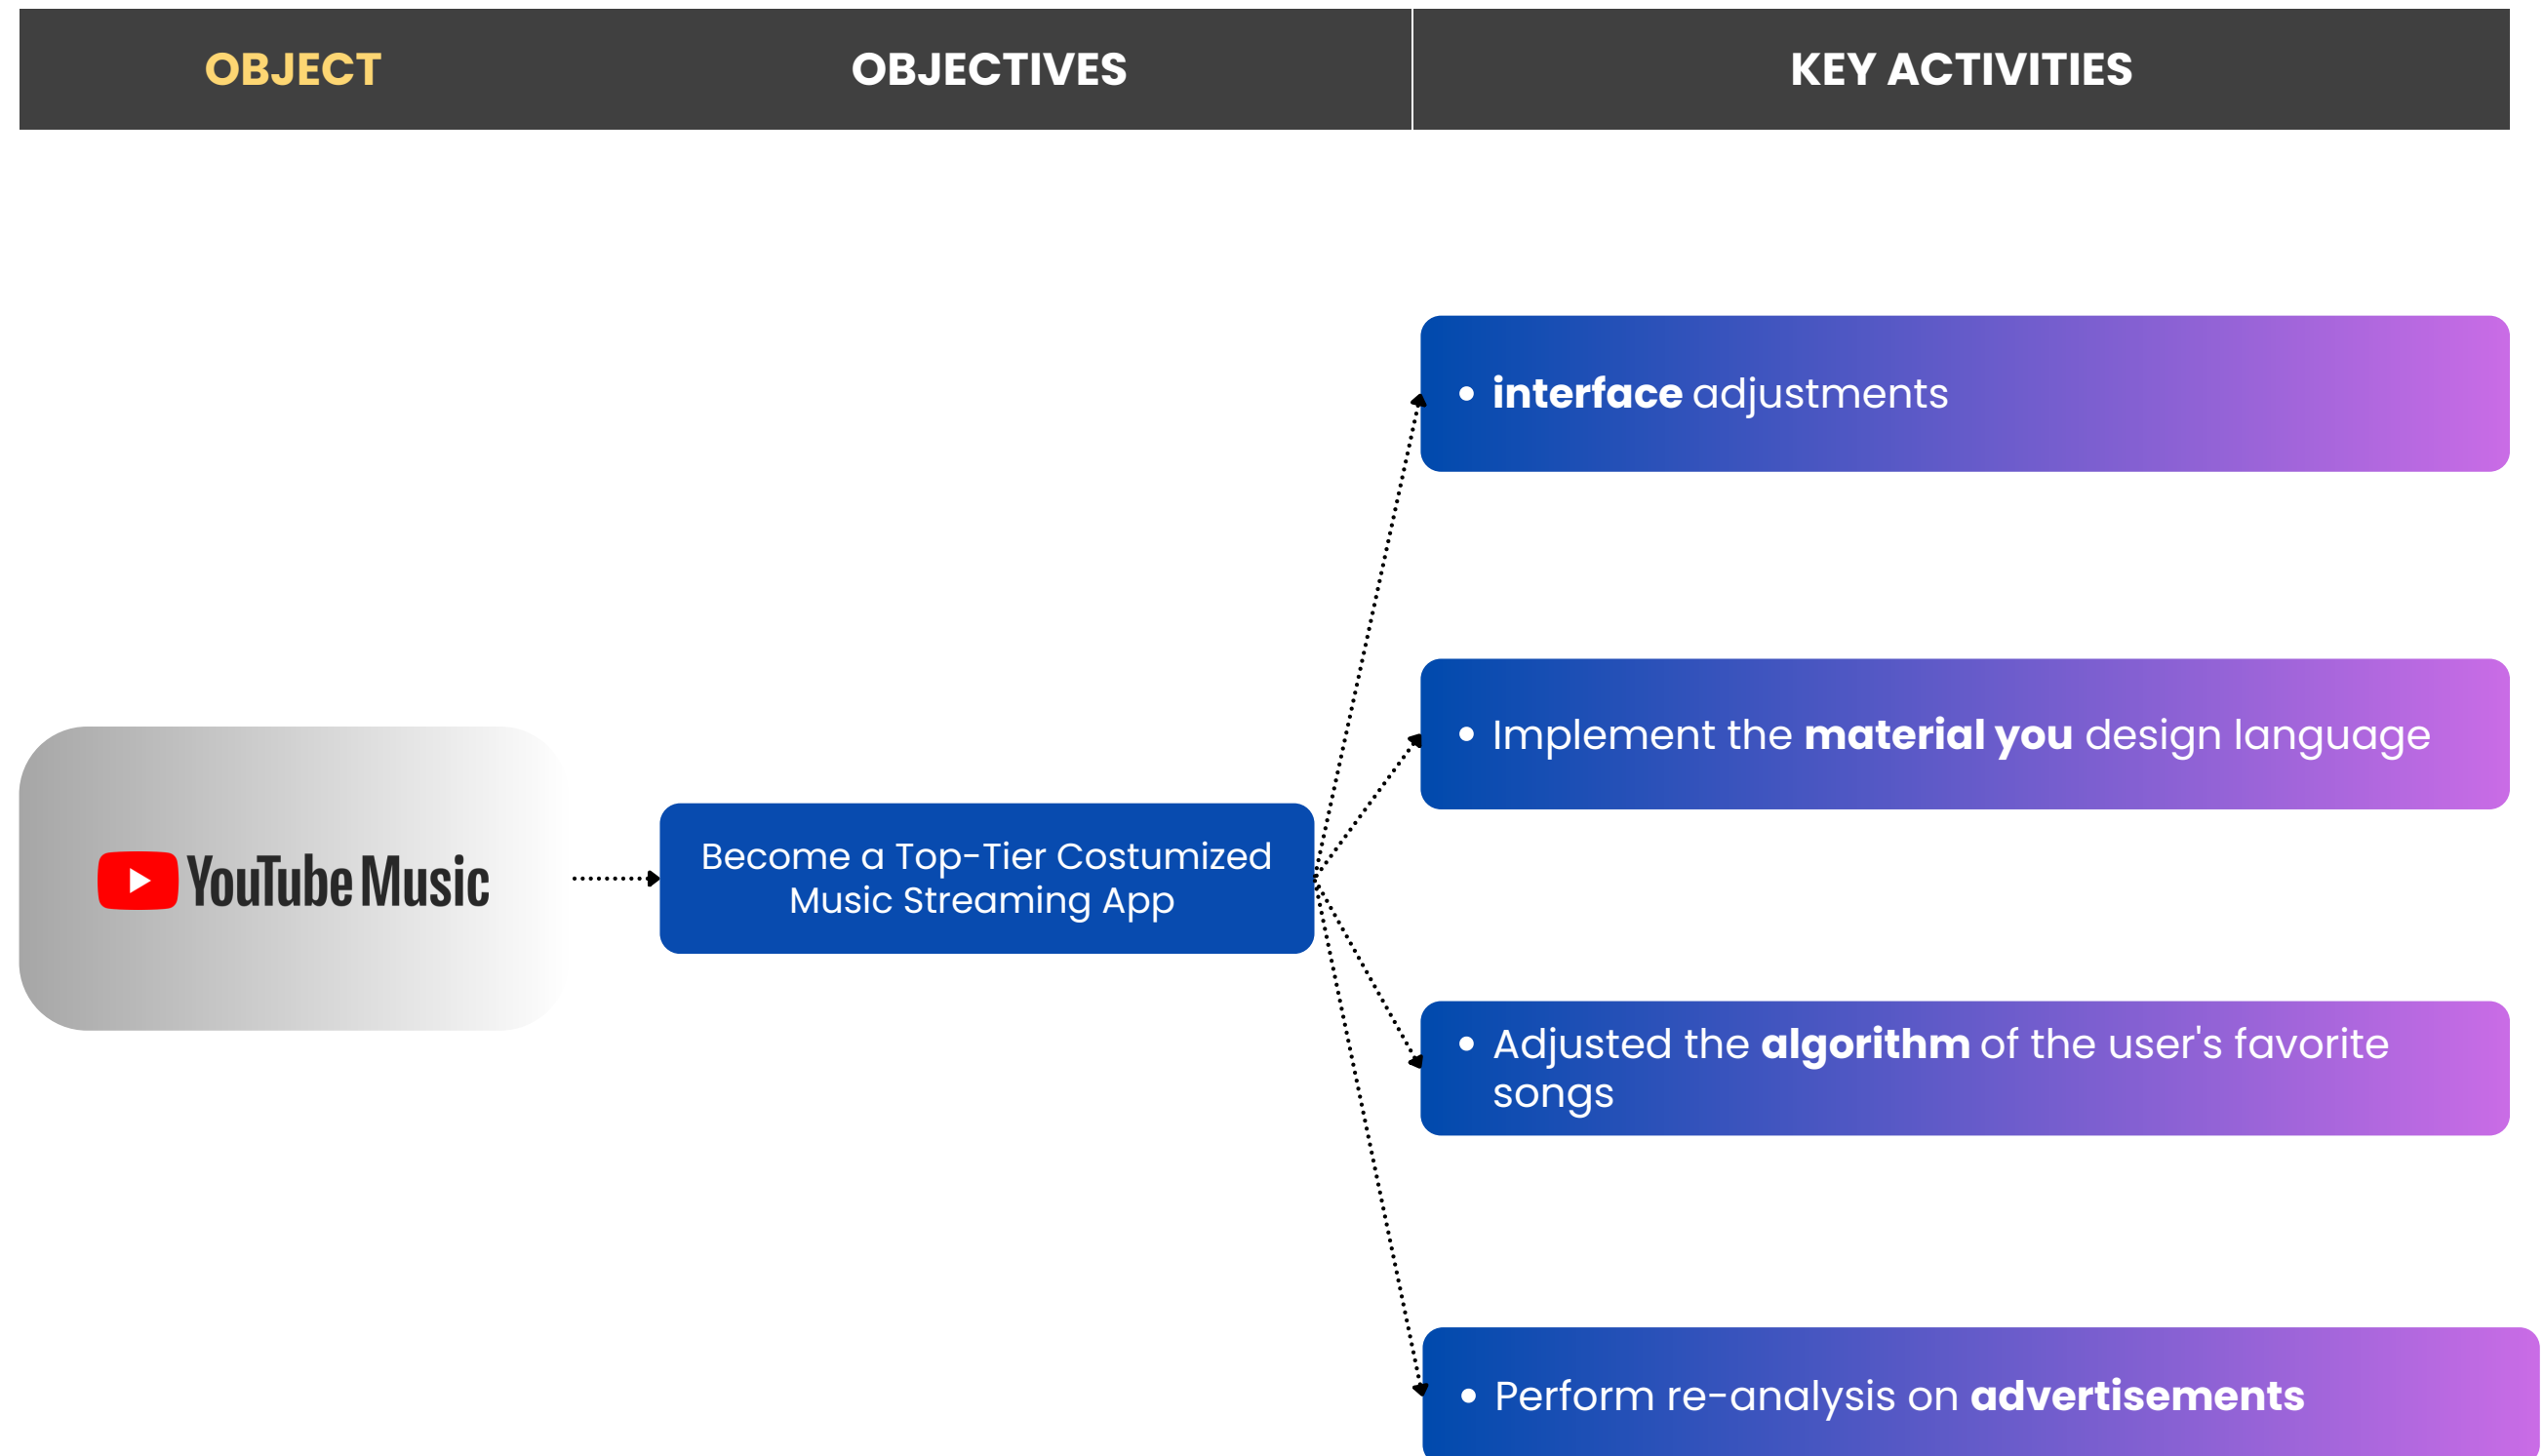 OBJECT
OBJECTIVES
KEY ACTIVITIES
YouTube Music
Become a Top-Tier Costumized
Music Streaming App
• interface adjustments
• Implement the material you design language
• Adjusted the algorithm of the user's favorite
songs
• Perform re-analysis on advertisements